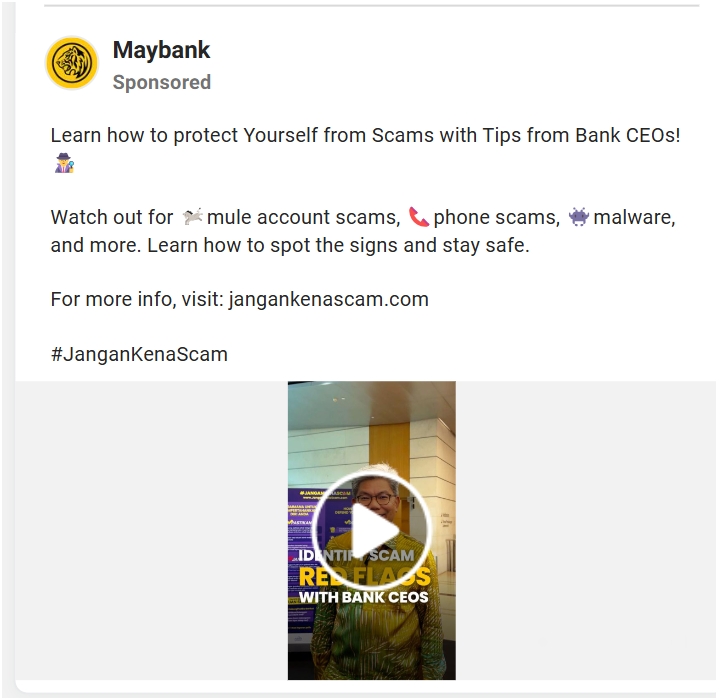 Maybank
Sponsored
Learn how to protect Yourself from Scams with Tips from Bank CEOs!
🕵️
Watch out for 🫏 mule account scams, 📞 phone scams, 👾 malware,
and more. Learn how to spot the signs and stay safe.
For more info, visit: jangankenascam.com
#JanganKenaScam
#JANGANKENASCAM
IDENTIFY SCAM
RED FLAGS
WITH BANK CEOS